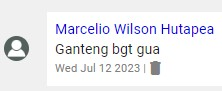 Marcelio Wilson Hutapea
Ganteng bgt gua
Wed Jul 12 2023 |